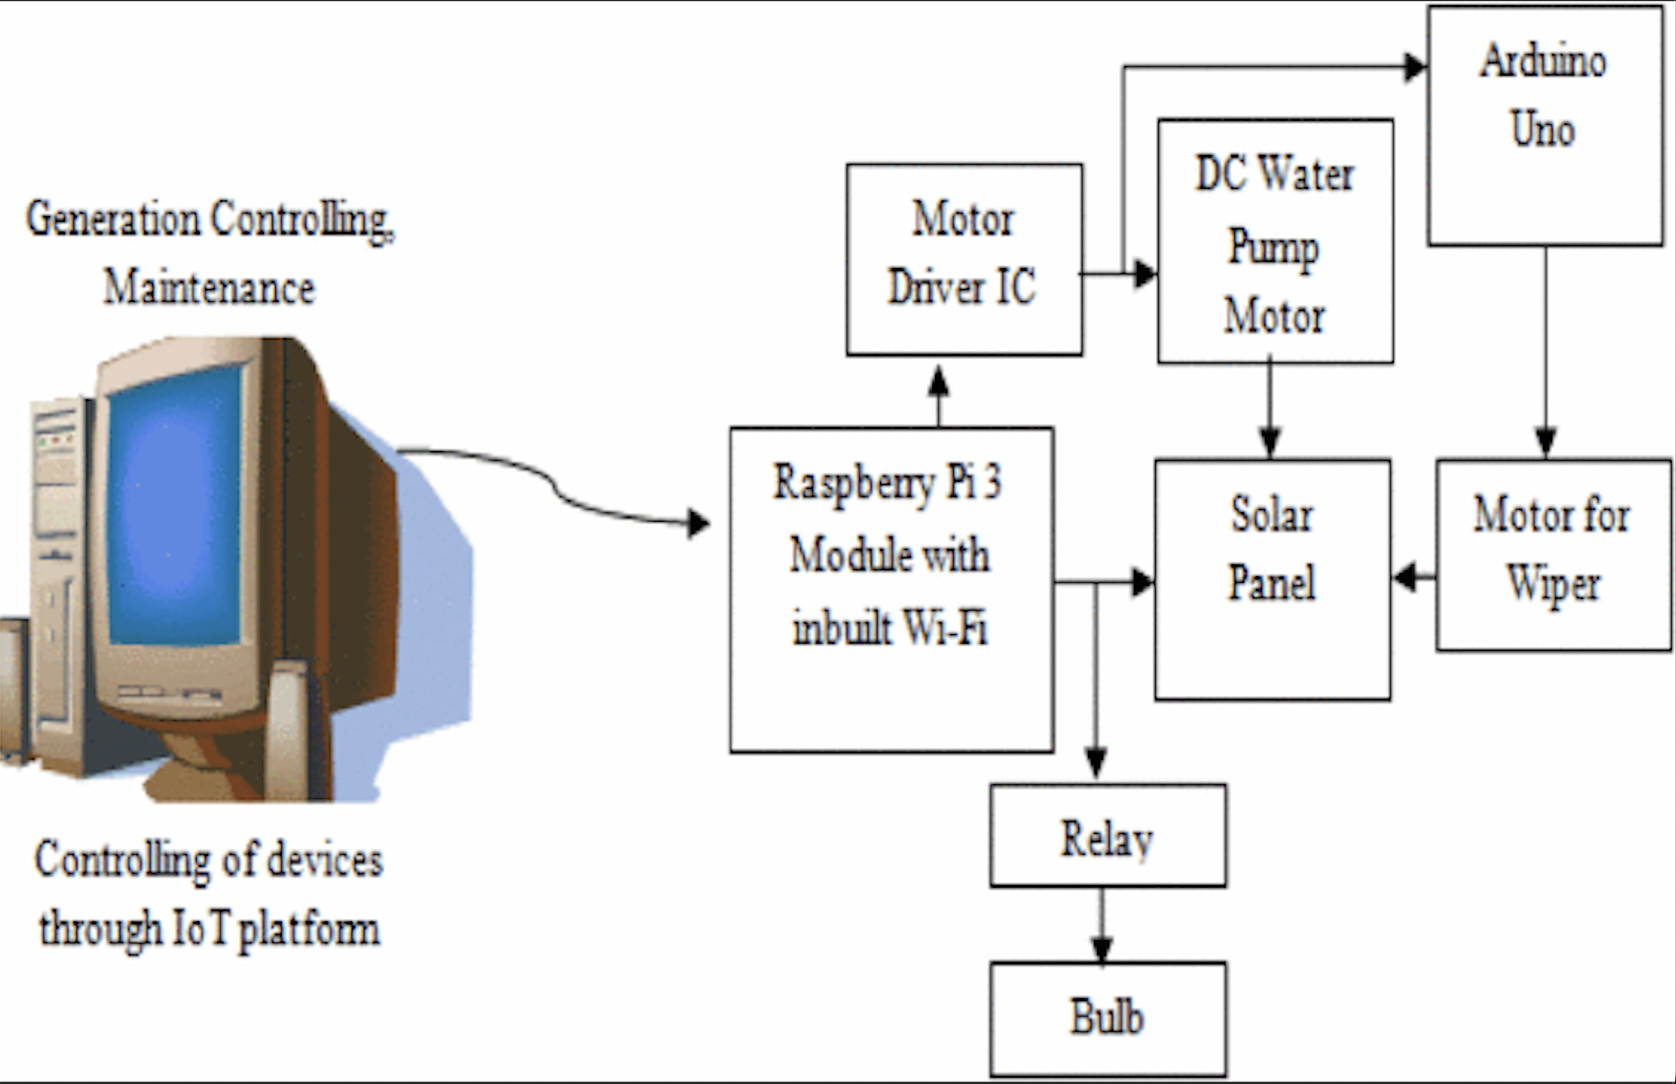 Generation Controlling,
Maintenance
Controlling of devices
through IoT platform
Motor
Driver IC
Raspberry Pi 3
Module with
inbuilt Wi-Fi
DC Water
Pump
Motor
Arduino
Uno
Solar
Panel
Motor for
Wiper
Relay
Bulb